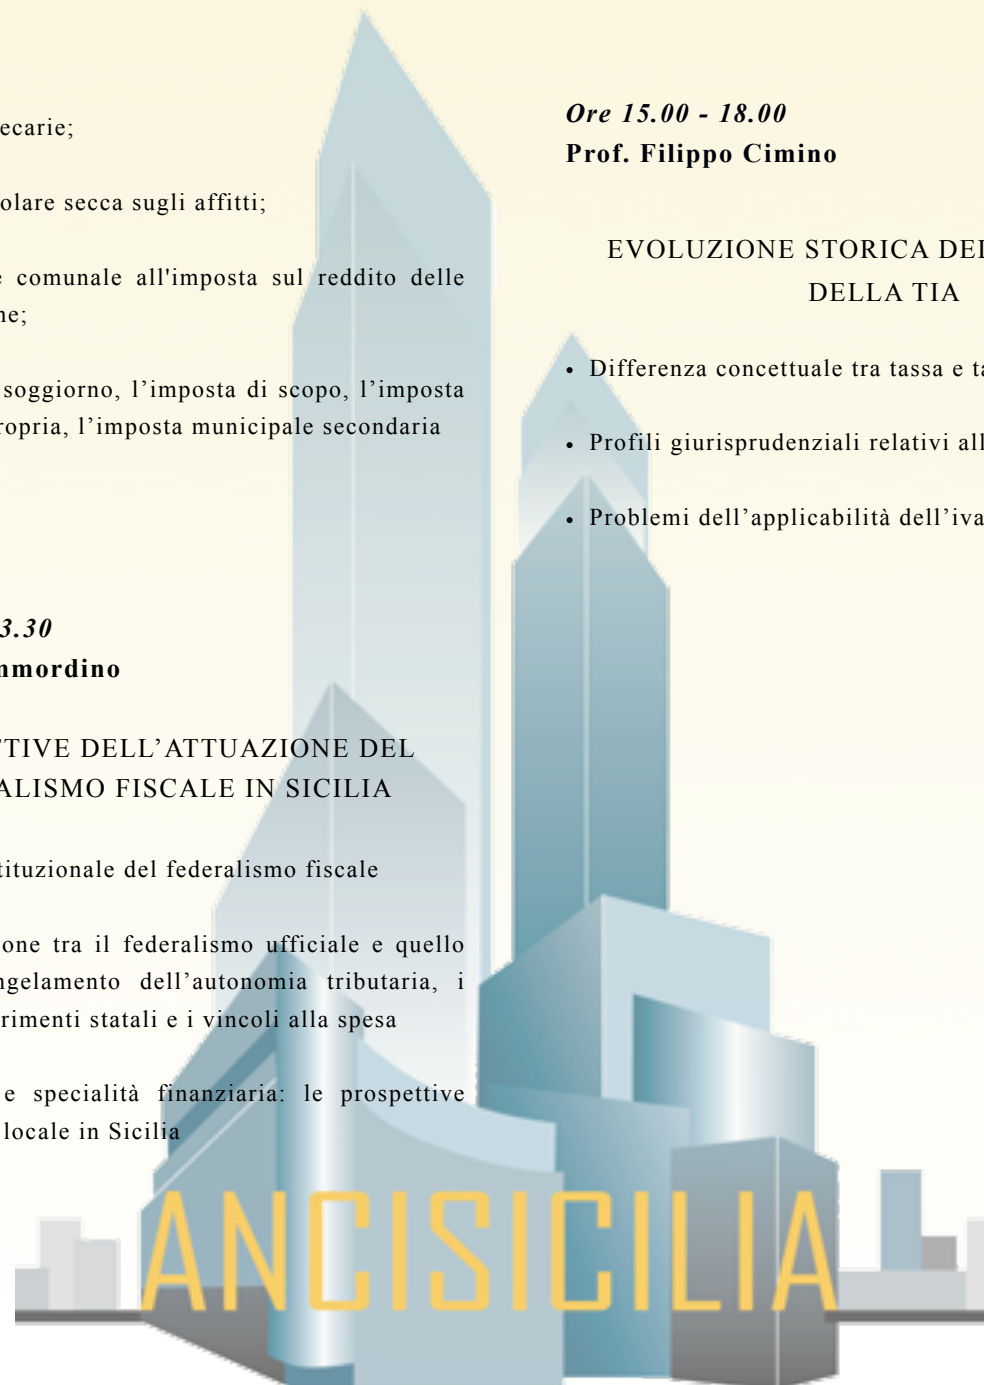 ecarie;
olare secca sugli affitti;
e comunale all'imposta sul reddito delle
ne;
soggiorno, l’imposta di scopo, l’imposta
ropria, l’imposta municipale secondaria
3.30
nmordino
TTIVE DELL’ATTUAZIONE DEL
ALISMO FISCALE IN SICILIA
tituzionale del federalismo fiscale
one tra il federalismo ufficiale e quello
ngelamento dell’autonomia tributaria, i
rimenti statali e i vincoli alla spesa
e specialità finanziaria: le prospettive
locale in Sicilia
Ore 15.00 - 18.00
Prof. Filippo Cimino
EVOLUZIONE STORICA DEL
DELLA TIA
• Differenza concettuale tra tassa e ta
• Profili giurisprudenziali relativi all
• Problemi dell’applicabilità dell’iva
ANCISICILIA